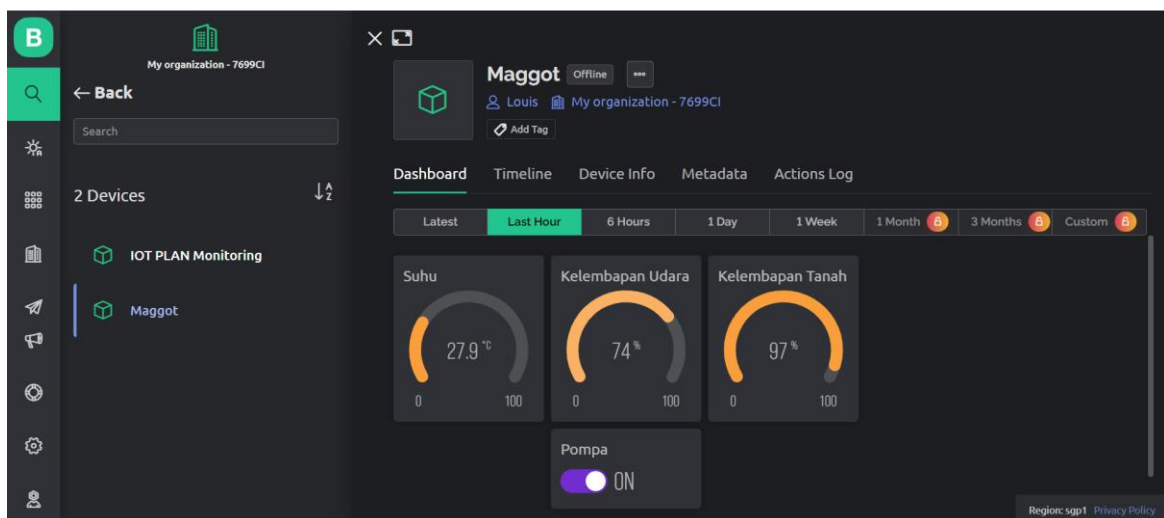 B
My organization - 7699CI
← Back
Search
2 Devices
IOT PLAN Monitoring
Maggot
Maggot Offline
Louis My organization - 7699CI
Add Tag
Dashboard Timeline Device Info Metadata Actions Log
Latest Last Hour 6 Hours 1 Day 1 Week 1 Month 3 Months Custom
Suhu
27.9 °C
0 100
Kelembapan Udara
74 %
0 100
Kelembapan Tanah
97 %
0 100
Pompa
ON
Region: sgp1 Privacy Policy